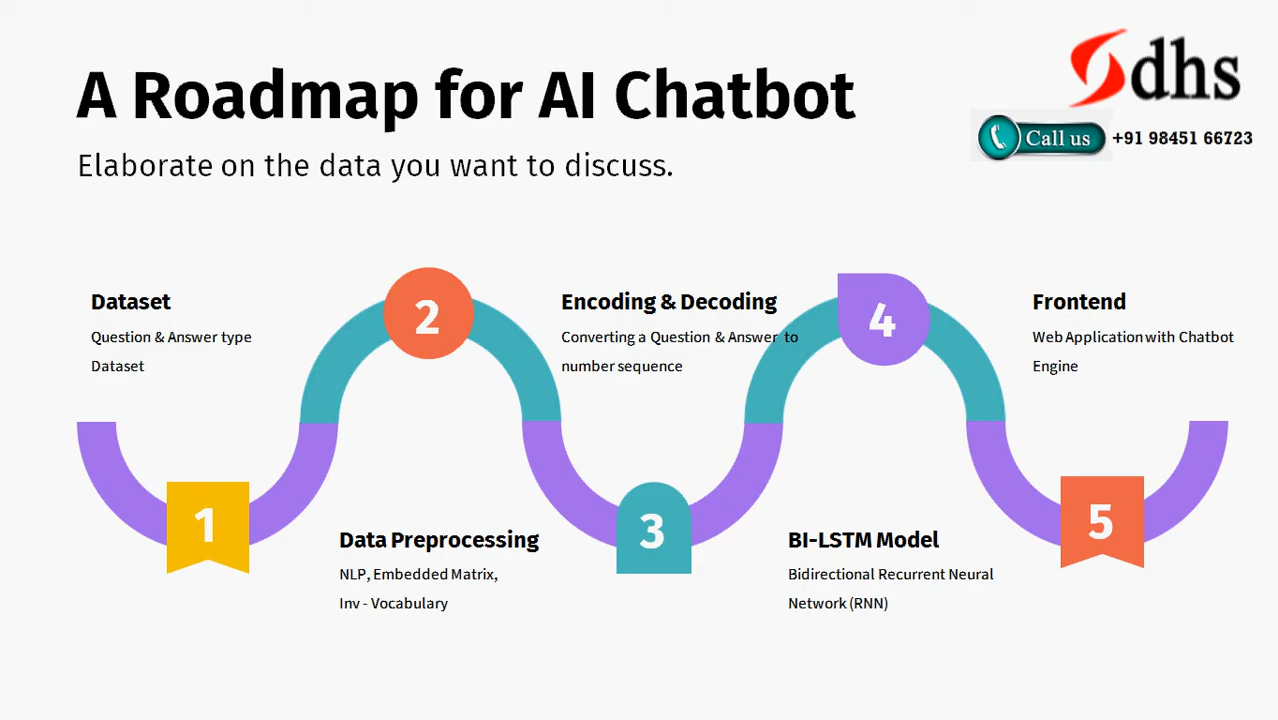 A Roadmap for AI Chatbot
Elaborate on the data you want to discuss.
dhs
Call us +91 98451 66723
1
Dataset
Question & Answer type
Dataset
2
Data Preprocessing
NLP, Embedded Matrix,
Inv - Vocabulary
3
Encoding & Decoding
Converting a Question & Answer to
number sequence
4
BI-LSTM Model
Bidirectional Recurrent Neural
Network (RNN)
5
Frontend
Web Application with Chatbot
Engine